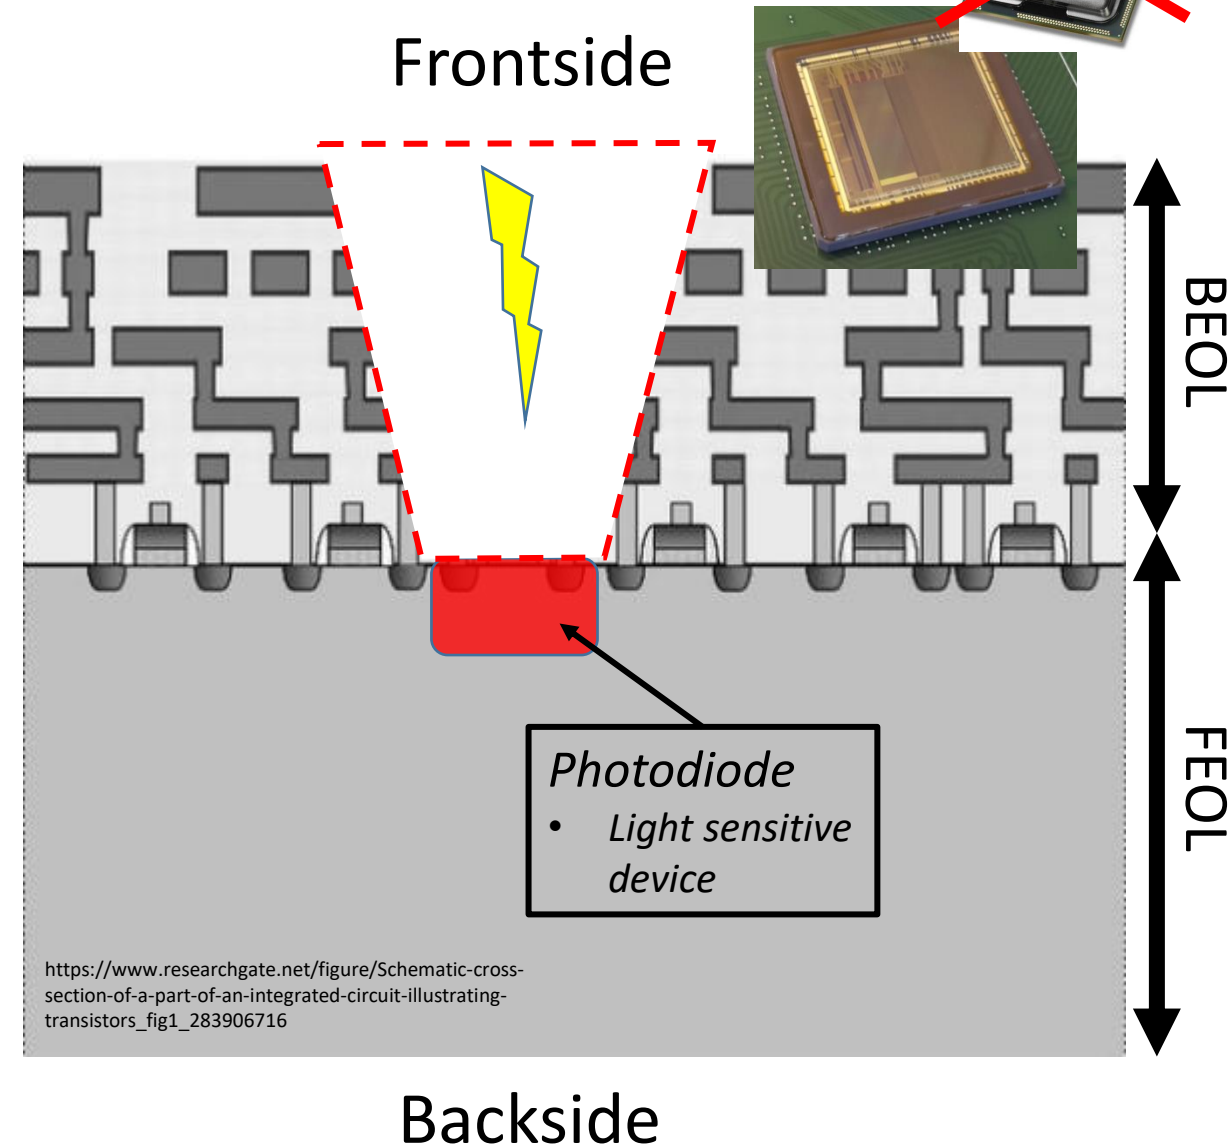 Frontside
BEOL
FEOL
Photodiode
• Light sensitive
device
https://www.researchgate.net/figure/Schematic-cross-
section-of-a-part-of-an-integrated-circuit-illustrating-
transistors_fig1_283906716
Backside